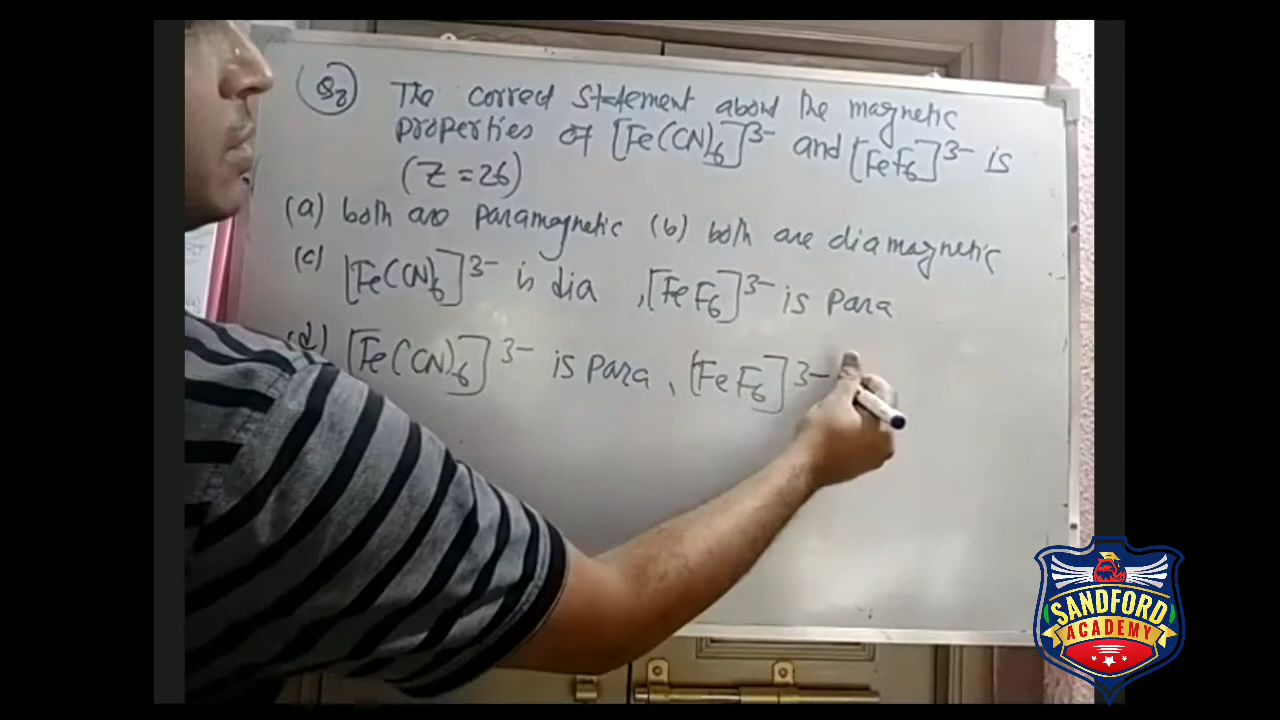 Q8 The correct statement about the magnetic
properties of [Fe(CN)6]3- and [FeF6]3- is
(Z=26)
(a) both are paramagnetic (b) both are diamagnetic
(c) [Fe(CN)6]3- is dia , [FeF6]3- is Para
(d) [Fe(CN)6]3- is para , [FeF6]3-
SANDFORD
ACADEMY